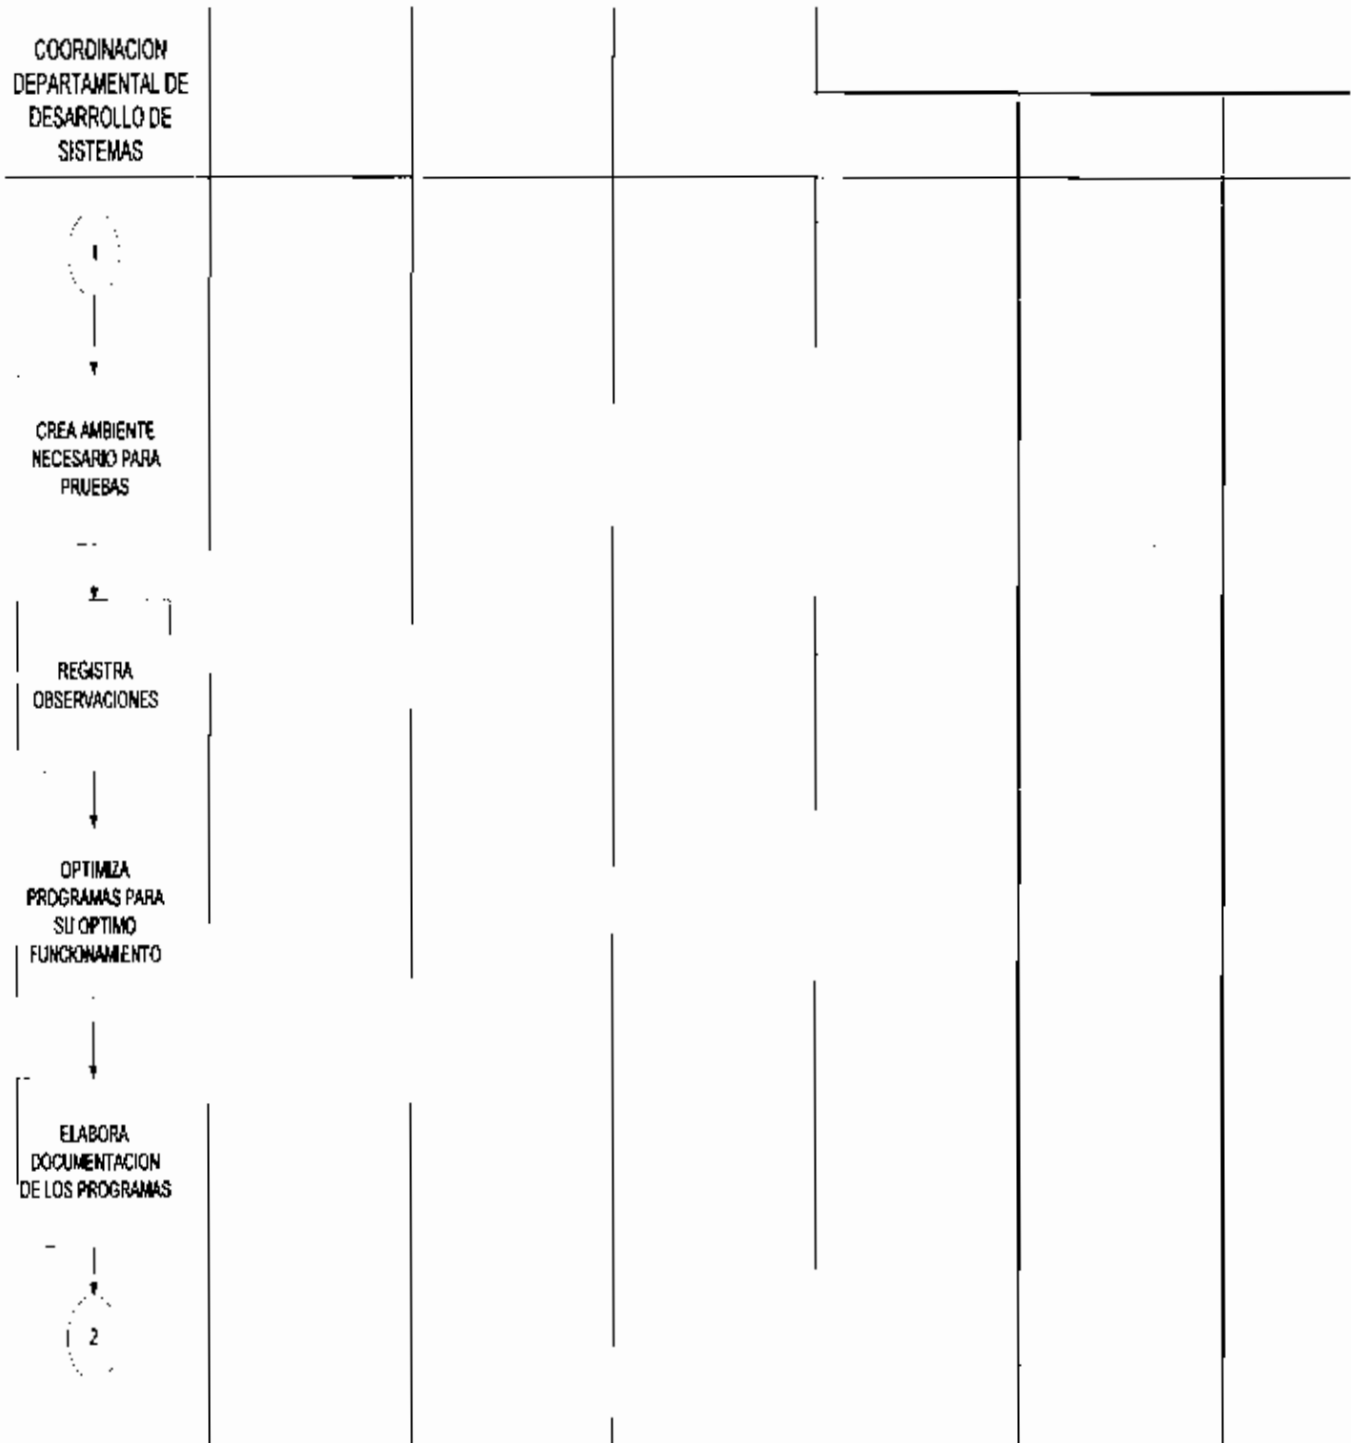 COORDINACION
DEPARTAMENTAL DE
DESARROLLO DE
SISTEMAS
1
CREA AMBIENTE
NECESARIO PARA
PRUEBAS
REGISTRA
OBSERVACIONES
OPTIMIZA
PROGRAMAS PARA
SU OPTIMO
FUNCIONAMIENTO
ELABORA
DOCUMENTACION
DE LOS PROGRAMAS
2